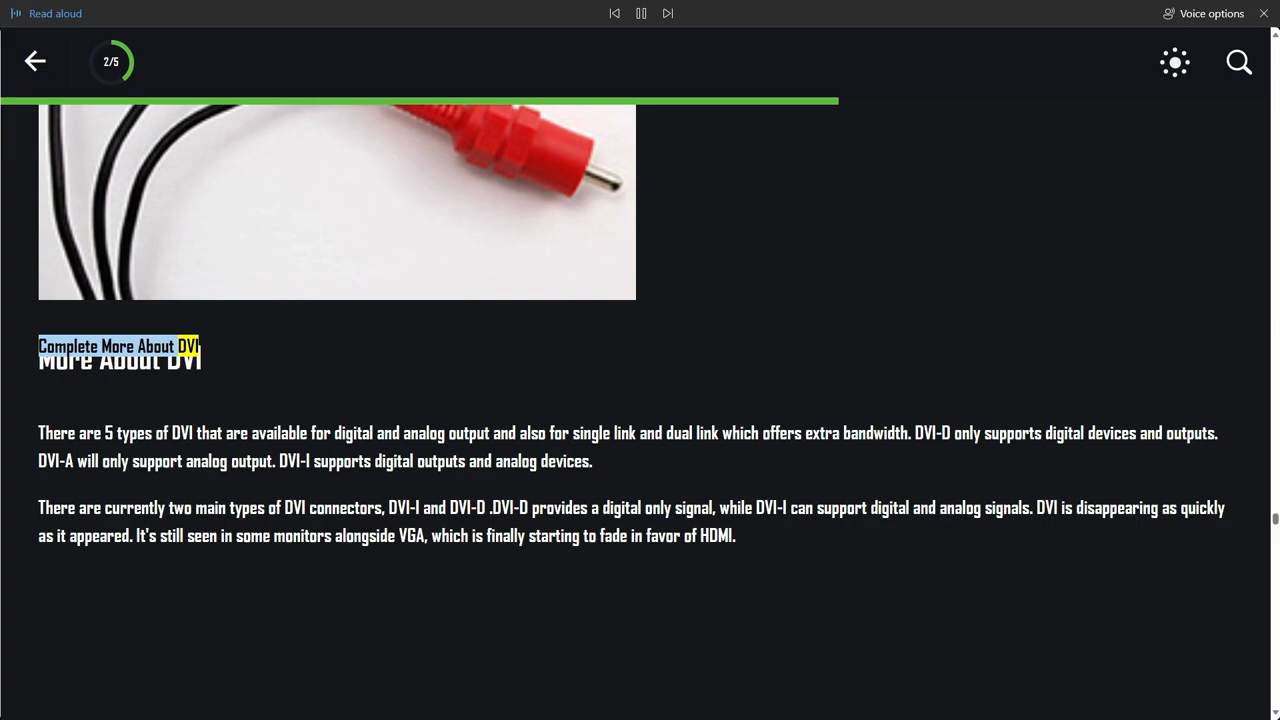 Read aloud
Voice options
2/5
Complete More About DVI
More About DVI
There are 5 types of DVI that are available for digital and analog output and also for single link and dual link which offers extra bandwidth. DVI-D only supports digital devices and outputs.
DVI-A will only support analog output. DVI-I supports digital outputs and analog devices.
There are currently two main types of DVI connectors, DVI-I and DVI-D .DVI-D provides a digital only signal, while DVI-I can support digital and analog signals. DVI is disappearing as quickly
as it appeared. It's still seen in some monitors alongside VGA, which is finally starting to fade in favor of HDMI.